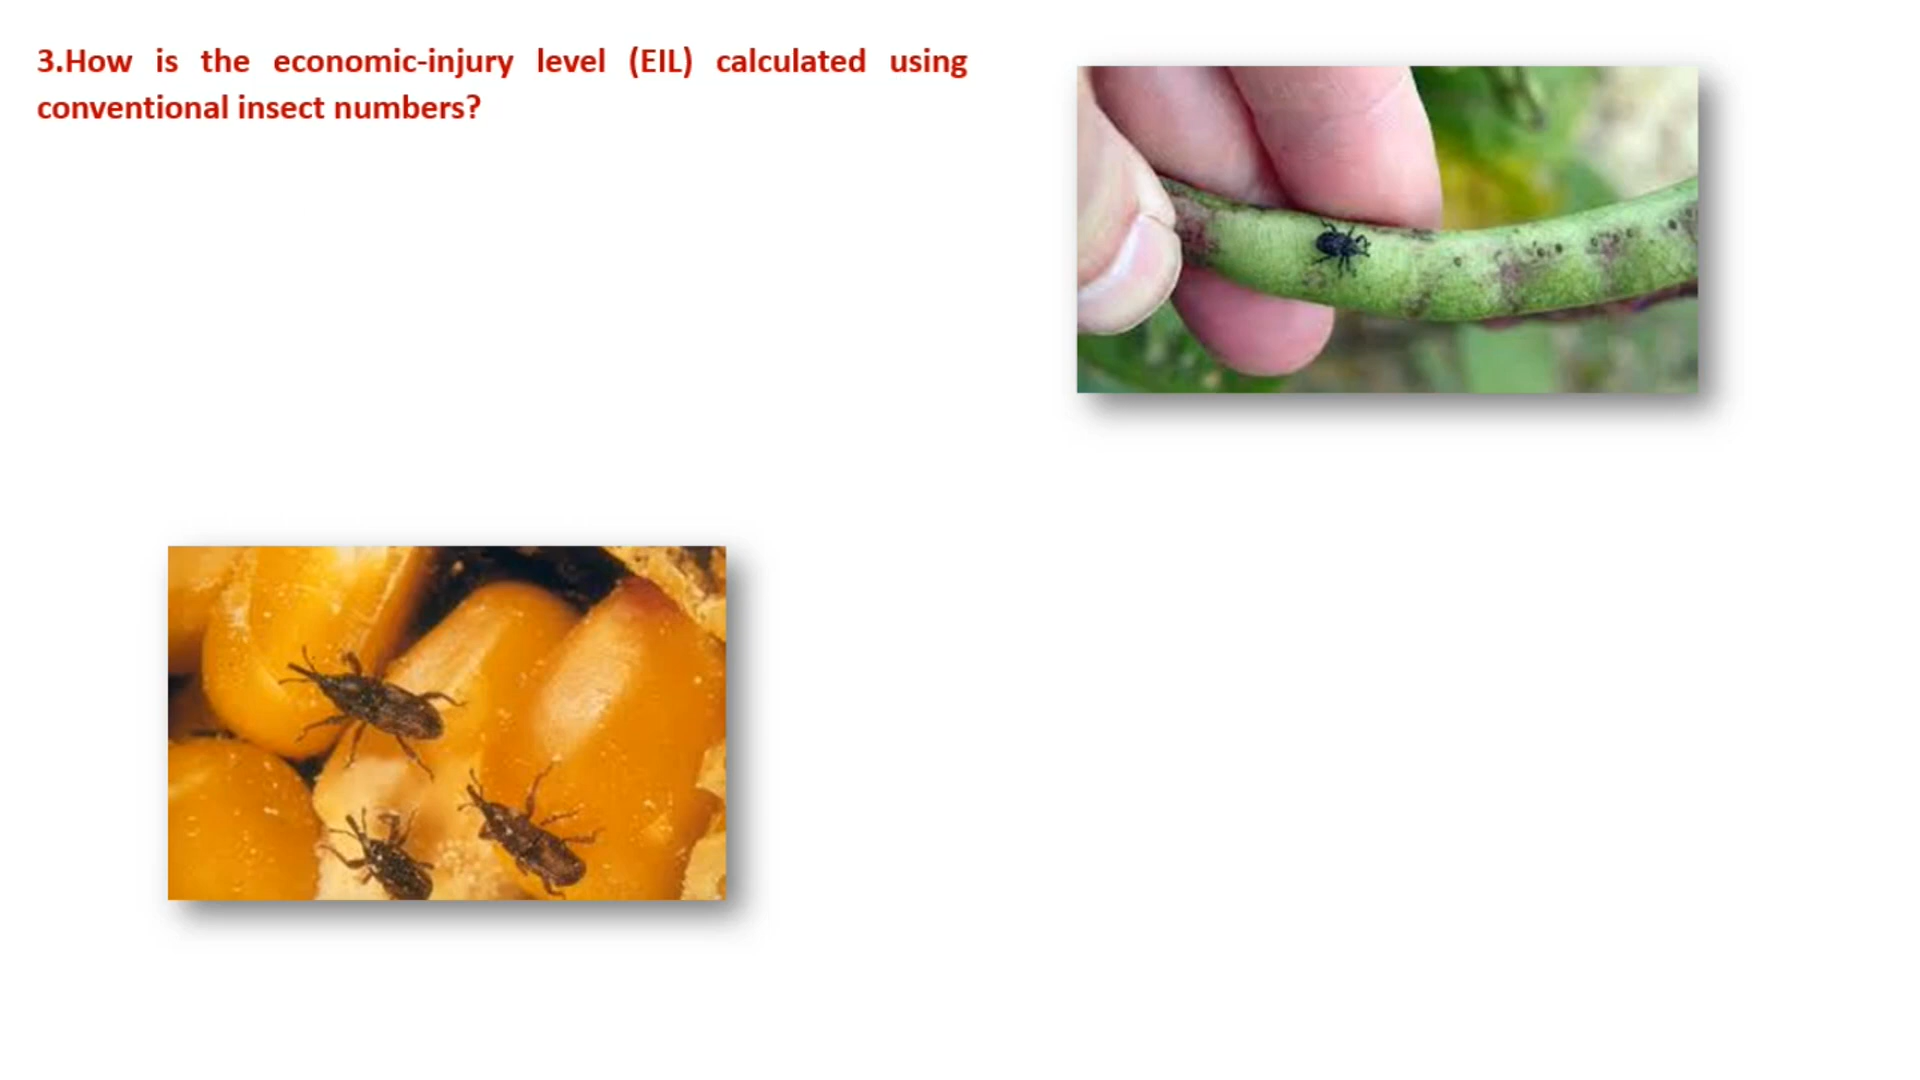 3.How is the economic-injury level (EIL) calculated using
conventional insect numbers?